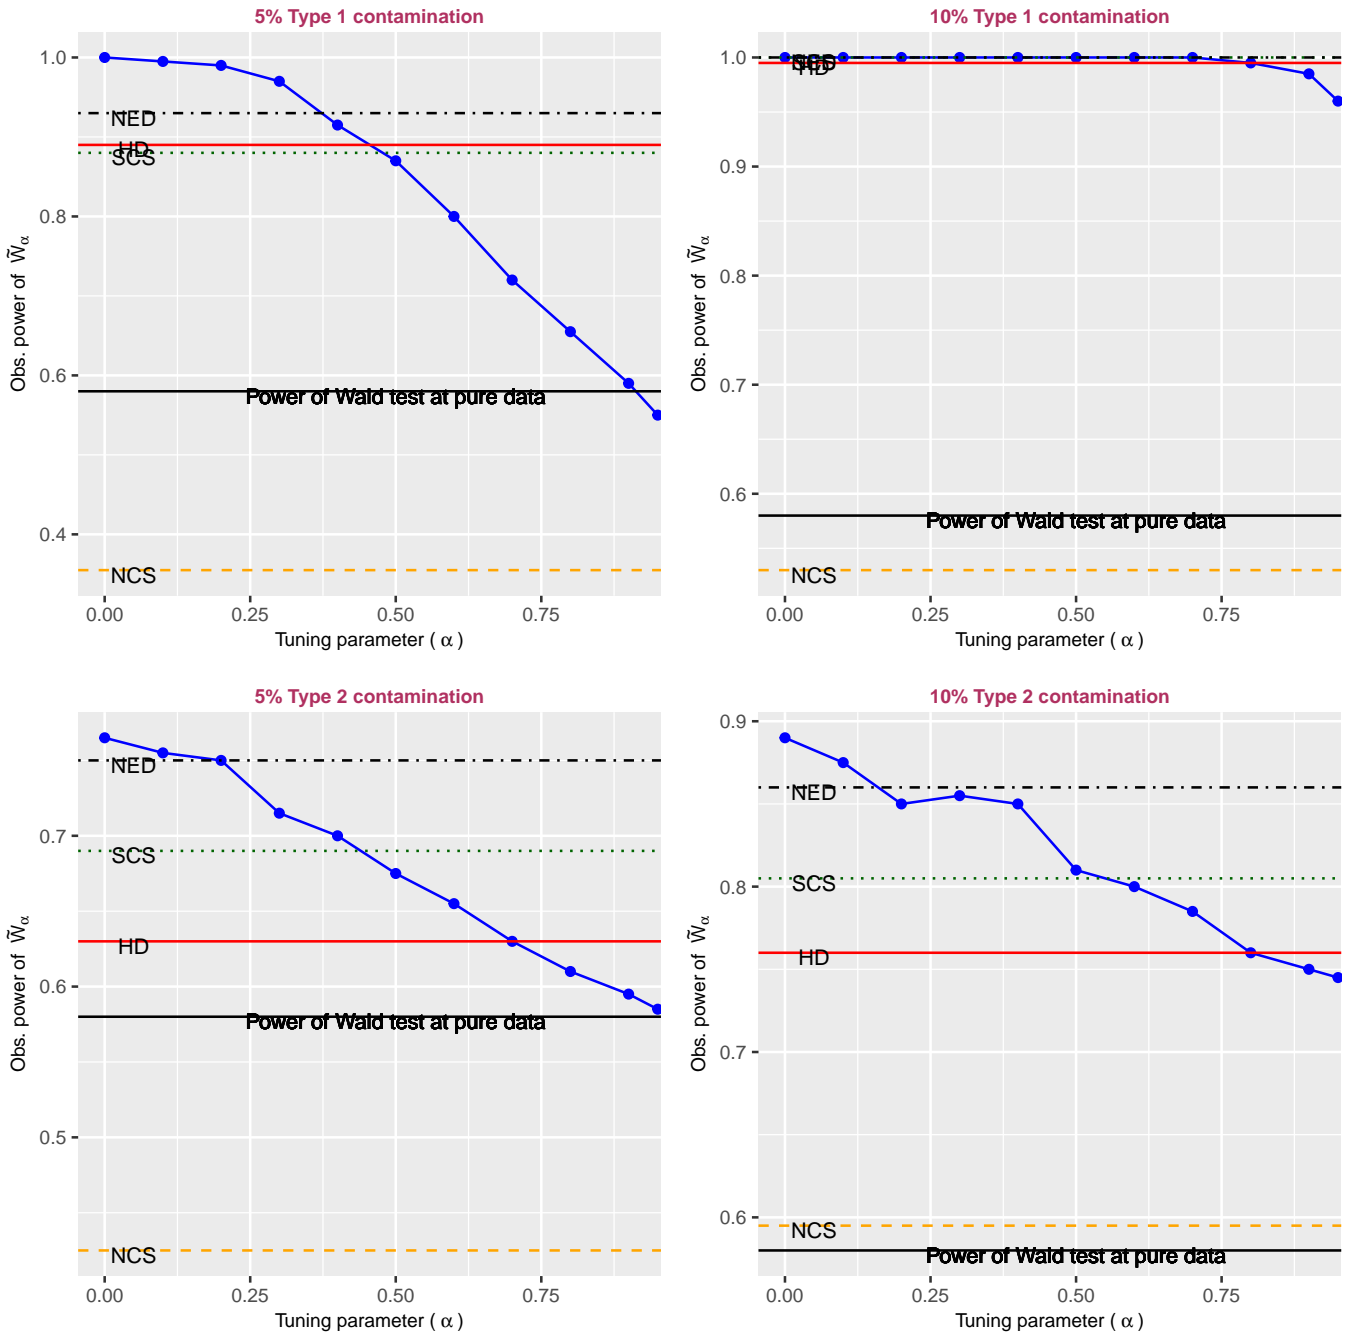 5% Type 1 contamination
1.0
0.8
0.6
0.4
Obs. power of W̃α
NED
HD
SCS
Power of Wald test at pure data
NCS
0.00 0.25 0.50 0.75
Tuning parameter ( α )
10% Type 1 contamination
1.0
0.9
0.8
0.7
0.6
Obs. power of W̃α
NED
SCS
HD
Power of Wald test at pure data
NCS
0.00 0.25 0.50 0.75
Tuning parameter ( α )
5% Type 2 contamination
0.7
0.6
0.5
Obs. power of W̃α
NED
SCS
HD
Power of Wald test at pure data
NCS
0.00 0.25 0.50 0.75
Tuning parameter ( α )
10% Type 2 contamination
0.9
0.8
0.7
0.6
Obs. power of W̃α
NED
SCS
HD
NCS
Power of Wald test at pure data
0.00 0.25 0.50 0.75
Tuning parameter ( α )